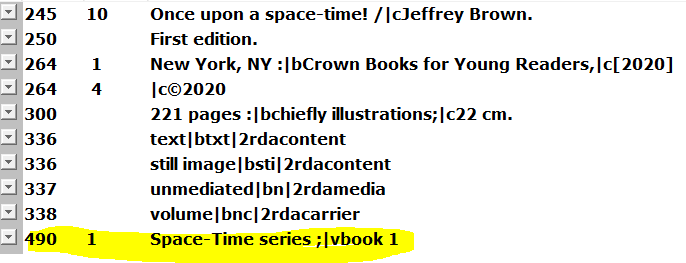 245 10 Once upon a space-time! /|cJeffrey Brown.
250 First edition.
264 1 New York, NY :|bCrown Books for Young Readers,|c[2020]
264 4 |c©2020
300 221 pages :|bchiefly illustrations;|c22 cm.
336 text|btxt|2rdacontent
336 still image|bsti|2rdacontent
337 unmediated|bn|2rdamedia
338 volume|bnc|2rdacarrier
490 1 Space-Time series ;|vbook 1